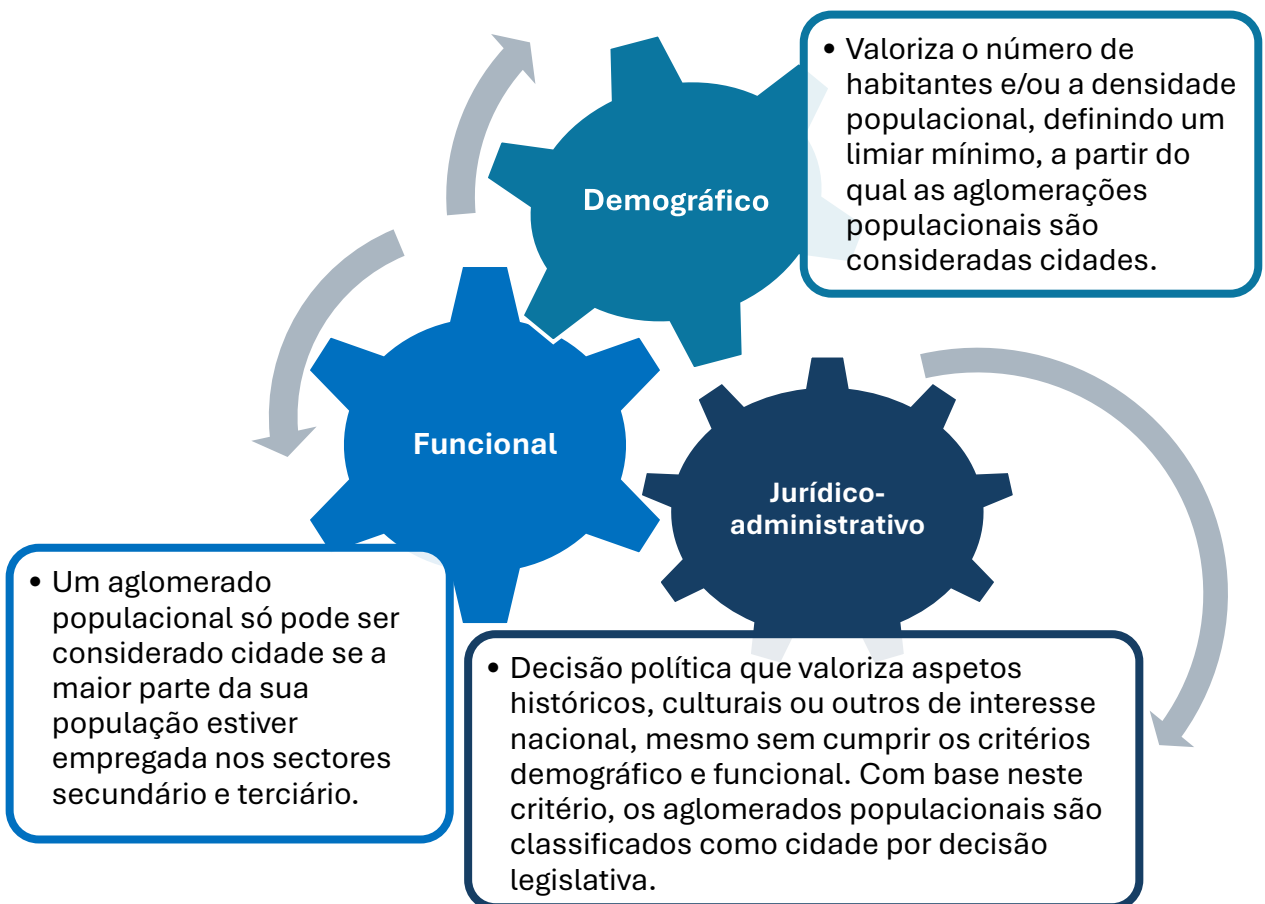 Demográfico
• Valoriza o número de
habitantes e/ou a densidade
populacional, definindo um
limiar mínimo, a partir do
qual as aglomerações
populacionais são
consideradas cidades.
Funcional
• Um aglomerado
populacional só pode ser
considerado cidade se a
maior parte da sua
população estiver
empregada nos sectores
secundário e terciário.
Jurídico-
administrativo
• Decisão política que valoriza aspetos
históricos, culturais ou outros de interesse
nacional, mesmo sem cumprir os critérios
demográfico e funcional. Com base neste
critério, os aglomerados populacionais são
classificados como cidade por decisão
legislativa.